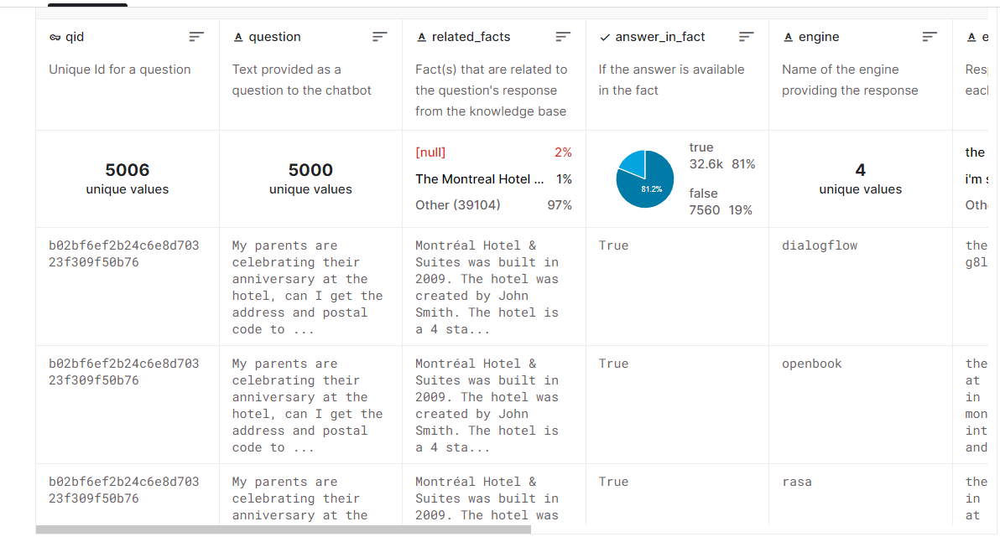 qid
question
related_facts
answer_in_fact
engine
Unique Id for a question
Text provided as a
question to the chatbot
Fact(s) that are related to
the question's response
from the knowledge base
If the answer is available
in the fact
Name of the engine
providing the response
5006
unique values
5000
unique values
[null] 2%
The Montreal Hotel ... 1%
Other (39104) 97%
81.2%
true
32.6k 81%
false
7560 19%
4
unique values
the
i'm
b02bf6ef2b24c6e8d703
23f309f50b76
My parents are
celebrating their
anniversary at the
hotel, can I get the
address and postal
code to ...
Montréal Hotel &
Suites was built in
2009. The hotel was
created by John
Smith. The hotel is
a 4 sta...
True
dialogflow
the
g8l
b02bf6ef2b24c6e8d703
23f309f50b76
My parents are
celebrating their
anniversary at the
hotel, can I get the
address and postal
code to ...
Montréal Hotel &
Suites was built in
2009. The hotel was
created by John
Smith. The hotel is
a 4 sta...
True
openbook
the
at
in
mon
int
and
b02bf6ef2b24c6e8d703
23f309f50b76
My parents are
celebrating their
anniversary at the
Montréal Hotel &
Suites was built in
2009. The hotel was
True
rasa
the
in
at